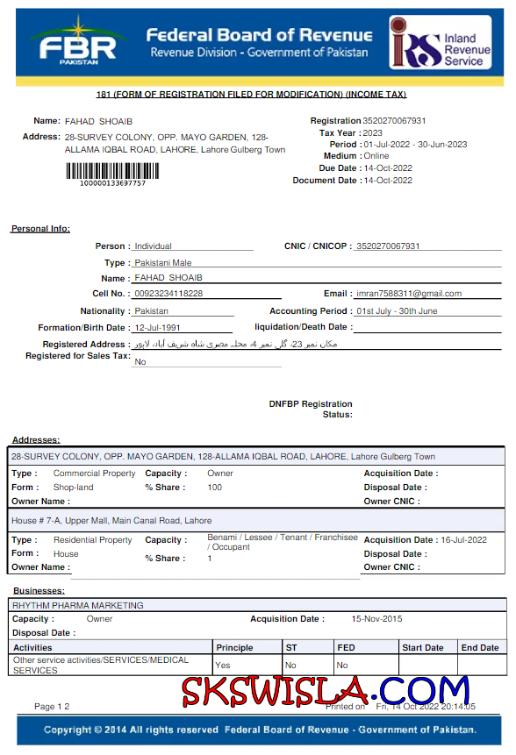 FBR
PAKISTAN
Federal Board of Revenue
Revenue Division - Government of Pakistan
IRS
Inland
Revenue
Service
181 (FORM OF REGISTRATION FILED FOR MODIFICATION) (INCOME TAX)
Name: FAHAD SHOAIB
Address: 28-SURVEY COLONY, OPP. MAYO GARDEN, 128-
ALLAMA IQBAL ROAD, LAHORE, Lahore Gulberg Town
100000133697757
Registration 3520270067931
Tax Year : 2023
Period : 01-Jul-2022 - 30-Jun-2023
Medium : Online
Due Date : 14-Oct-2022
Document Date : 14-Oct-2022
Personal Info:
Person : Individual CNIC / CNICOP : 3520270067931
Type : Pakistani Male
Name : FAHAD SHOAIB
Cell No. : 00923234118228 Email : imran7588311@gmail.com
Nationality : Pakistan Accounting Period : 01st July - 30th June
Formation/Birth Date : 12-Jul-1991 liquidation/Death Date :
Registered Address : مکان نمبر 23، گلی نمبر 4، محلہ مصری شاہ شریف آباد، لاہور
Registered for Sales Tax: No
DNFBP Registration
Status:
Addresses:
28-SURVEY COLONY, OPP. MAYO GARDEN, 128-ALLAMA IQBAL ROAD, LAHORE, Lahore Gulberg Town
Type : Commercial Property Capacity : Owner Acquisition Date :
Form : Shop-land % Share : 100 Disposal Date :
Owner Name : Owner CNIC :
House # 7-A, Upper Mall, Main Canal Road, Lahore
Type : Residential Property Capacity : Benami / Lessee / Tenant / Franchisee / Occupant Acquisition Date : 16-Jul-2022
Form : House % Share : 1 Disposal Date :
Owner Name : Owner CNIC :
Businesses:
RHYTHM PHARMA MARKETING
Capacity : Owner Acquisition Date : 15-Nov-2015
Disposal Date :
Activities Principle ST FED Start Date End Date
Other service activities/SERVICES/MEDICAL
SERVICES Yes No No
SKSWISLA.COM
Page 1 2 Printed on Fri, 14 Oct 2022 20:14:05
Copyright © 2014 All rights reserved Federal Board of Revenue - Government of Pakistan.